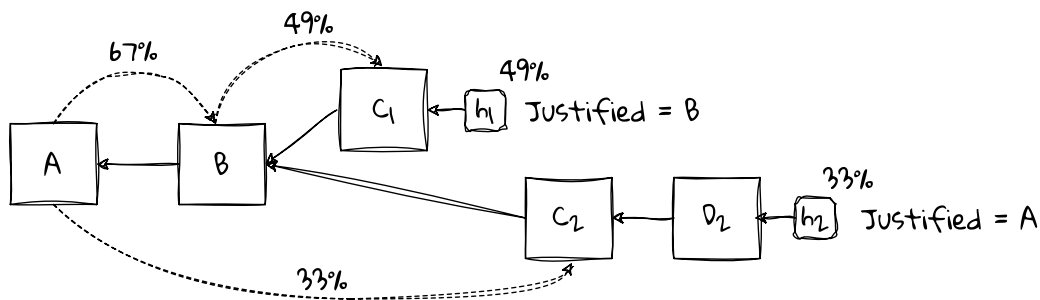 67%
49%
A
B
C1
h1
49%
Justified = B
C2
D2
h2
33%
Justified = A
33%